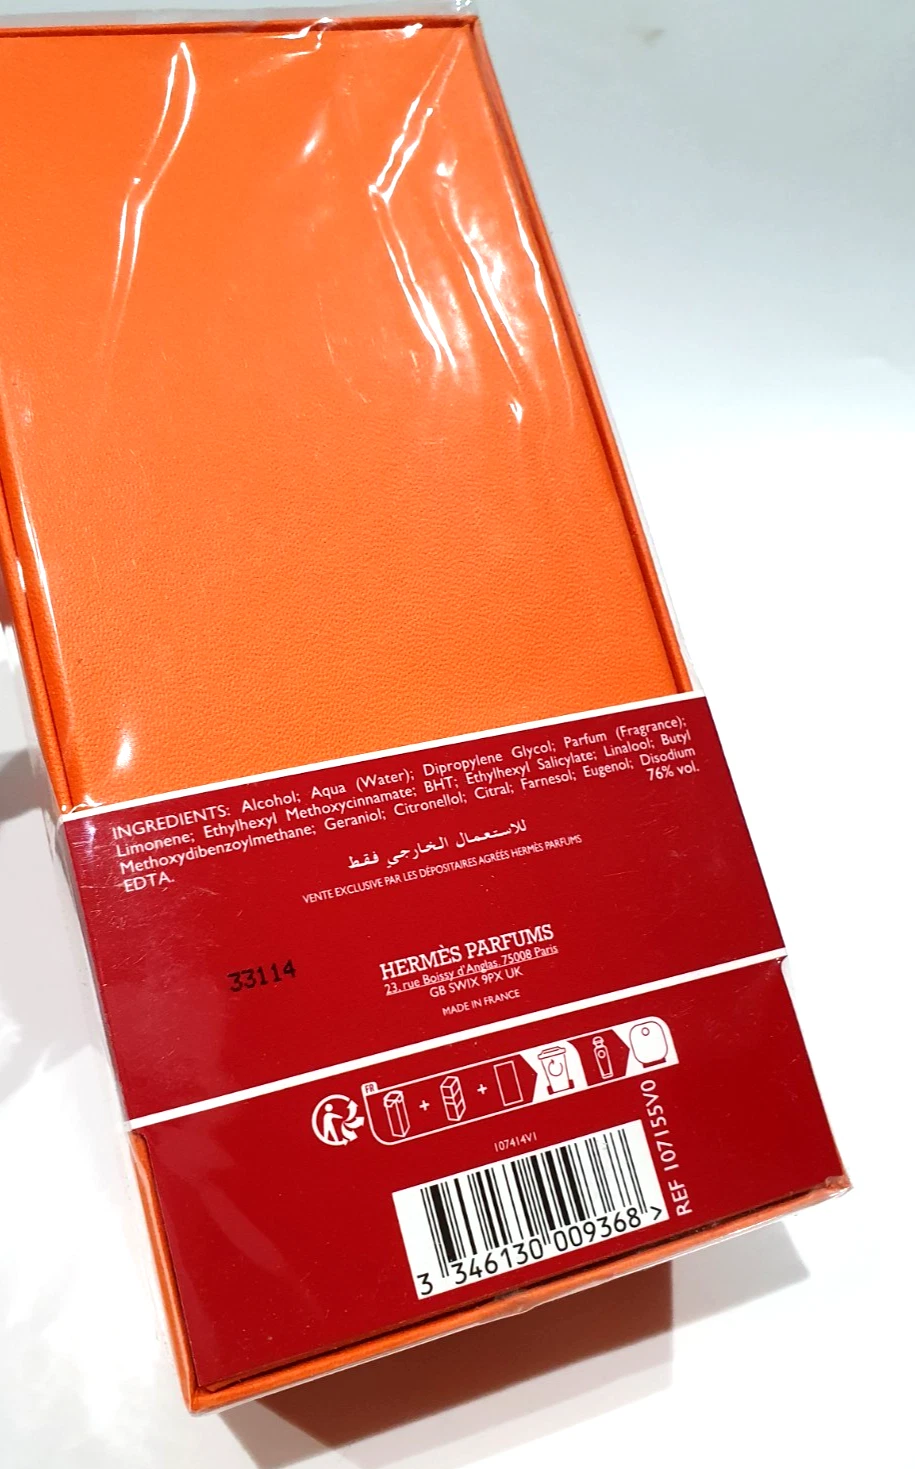 INGREDIENTS: Alcohol; Aqua (Water); Dipropylene Glycol; Parfum (Fragrance);
Limonene; Ethylhexyl Methoxycinnamate; BHT; Ethylhexyl Salicylate; Linalool; Butyl
Methoxydibenzoylmethane; Geraniol; Citronellol; Citral; Farnesol; Eugenol; Disodium
EDTA.
76% vol.
للاستعمال الخارجي فقط
VENTE EXCLUSIVE PAR LES DÉPOSITAIRES AGRÉÉS HERMÈS PARFUMS
33114
HERMÈS PARFUMS
23, rue Boissy d'Anglas, 75008 Paris
GB SWIX 9PX UK
MADE IN FRANCE
FR
+ +
107414V1
REF 107155V0
3 346130 009368 >